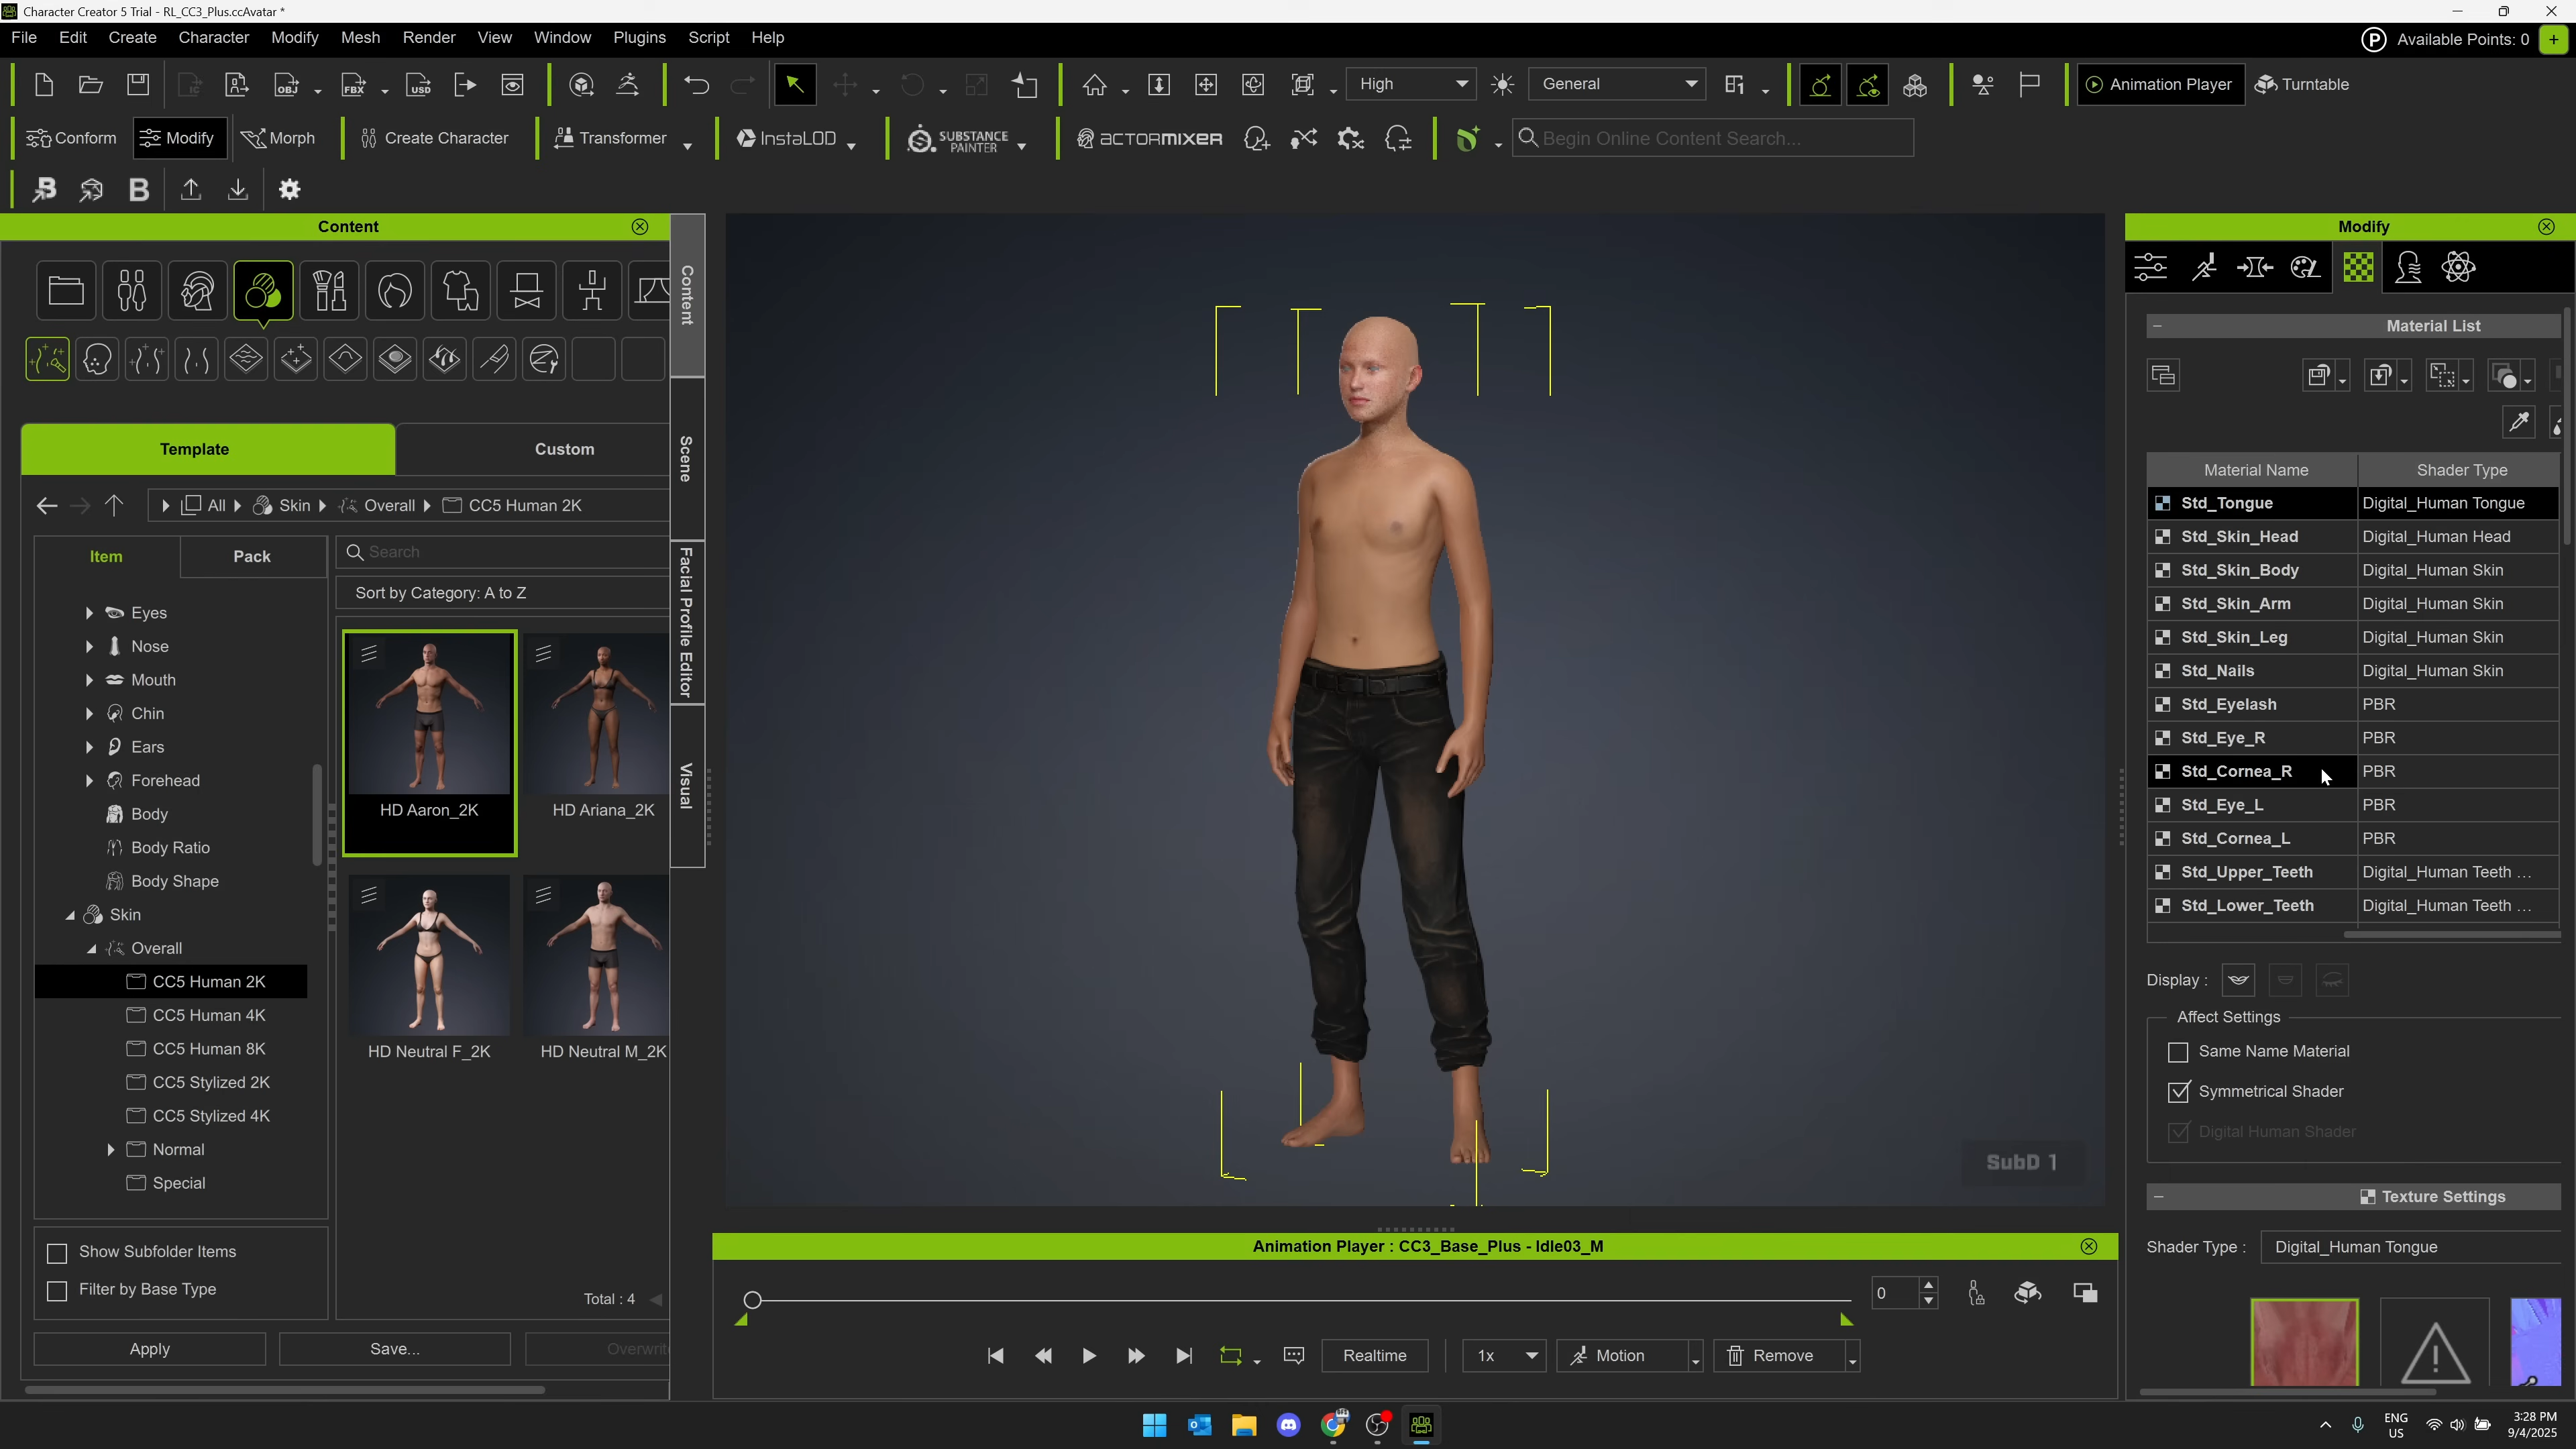 Character Creator 5 Trial - RL_CC3_Plus.ccAvatar *
File Edit Create Character Modify Mesh Render View Window Plugins Script Help
Available Points: 0
OBJ FBX USD High General Animation Player Turntable
Conform Modify Morph Create Character Transformer InstaLOD SUBSTANCE PAINTER ACTORMIXER Begin Online Content Search...
Content
Template Custom
All Skin Overall CC5 Human 2K
Item Pack
Search
Sort by Category: A to Z
Eyes
Nose
Mouth
Chin
Ears
Forehead
Body
Body Ratio
Body Shape
Skin
Overall
CC5 Human 2K
CC5 Human 4K
CC5 Human 8K
CC5 Stylized 2K
CC5 Stylized 4K
Normal
Special
HD Aaron_2K
HD Ariana_2K
HD Neutral F_2K
HD Neutral M_2K
Show Subfolder Items
Filter by Base Type
Total : 4
Apply Save... Overwrit
Content
Scene
Facial Profile Editor
Visual
SubD 1
Animation Player : CC3_Base_Plus - Idle03_M
0
Realtime 1x Motion Remove
Modify
Material List
Material Name Shader Type
Std_Tongue Digital_Human Tongue
Std_Skin_Head Digital_Human Head
Std_Skin_Body Digital_Human Skin
Std_Skin_Arm Digital_Human Skin
Std_Skin_Leg Digital_Human Skin
Std_Nails Digital_Human Skin
Std_Eyelash PBR
Std_Eye_R PBR
Std_Cornea_R PBR
Std_Eye_L PBR
Std_Cornea_L PBR
Std_Upper_Teeth Digital_Human Teeth ...
Std_Lower_Teeth Digital_Human Teeth ...
Display :
Affect Settings
Same Name Material
Symmetrical Shader
Digital Human Shader
Texture Settings
Shader Type : Digital_Human Tongue
ENG
US
3:28 PM
9/4/2025